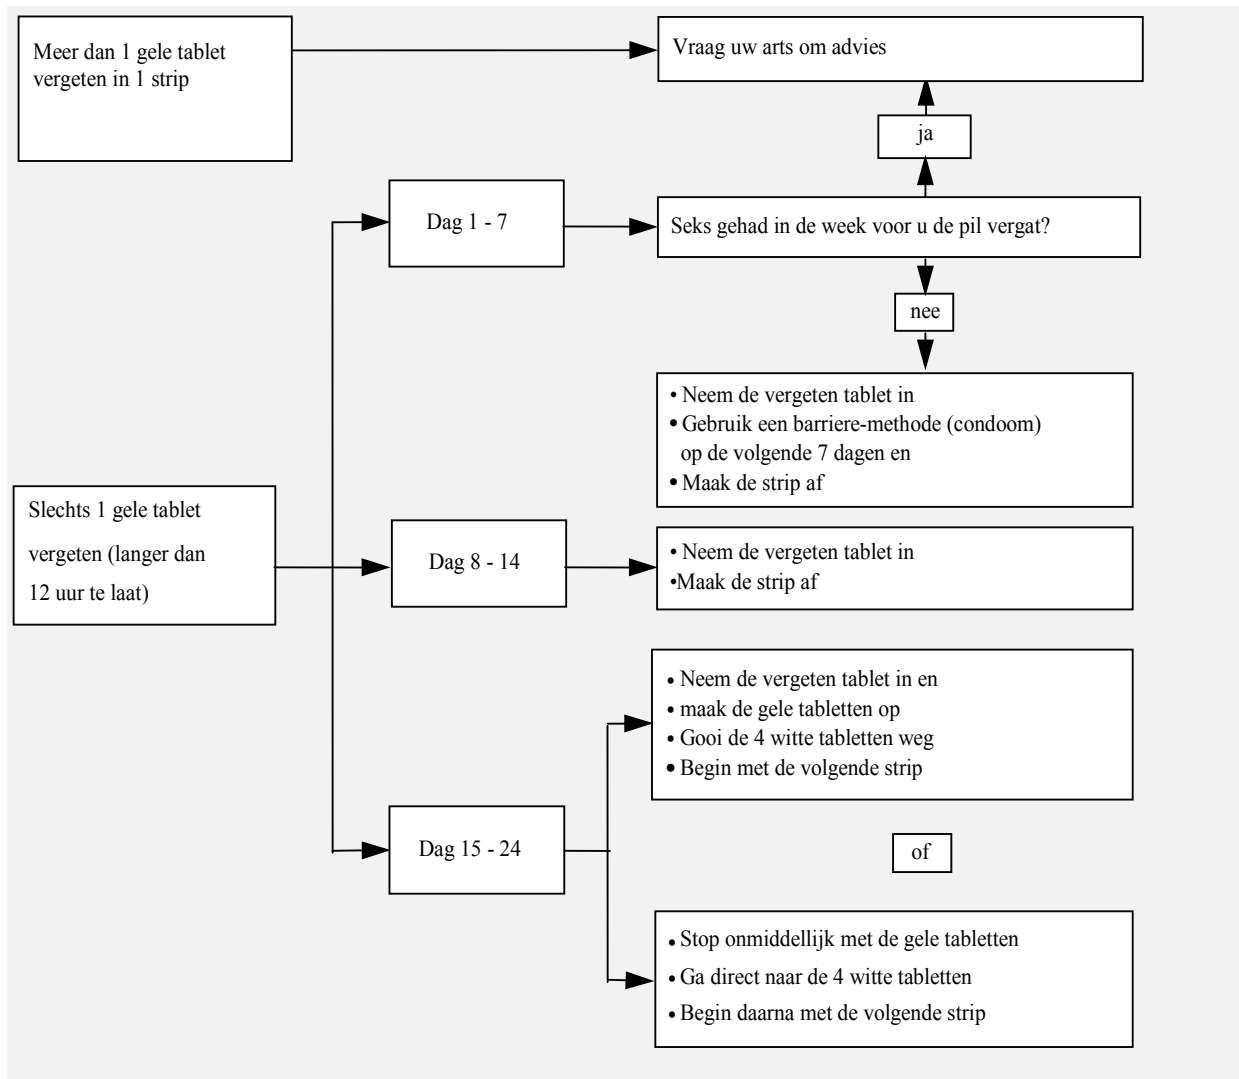 Meer dan 1 gele tablet
vergeten in 1 strip
Vraag uw arts om advies
ja
Dag 1 - 7
Seks gehad in de week voor u de pil vergat?
nee
• Neem de vergeten tablet in
• Gebruik een barriere-methode (condoom)
op de volgende 7 dagen en
• Maak de strip af
Slechts 1 gele tablet
vergeten (langer dan
12 uur te laat)
Dag 8 - 14
• Neem de vergeten tablet in
•Maak de strip af
Dag 15 - 24
• Neem de vergeten tablet in en
• maak de gele tabletten op
• Gooi de 4 witte tabletten weg
• Begin met de volgende strip
of
• Stop onmiddellijk met de gele tabletten
• Ga direct naar de 4 witte tabletten
• Begin daarna met de volgende strip